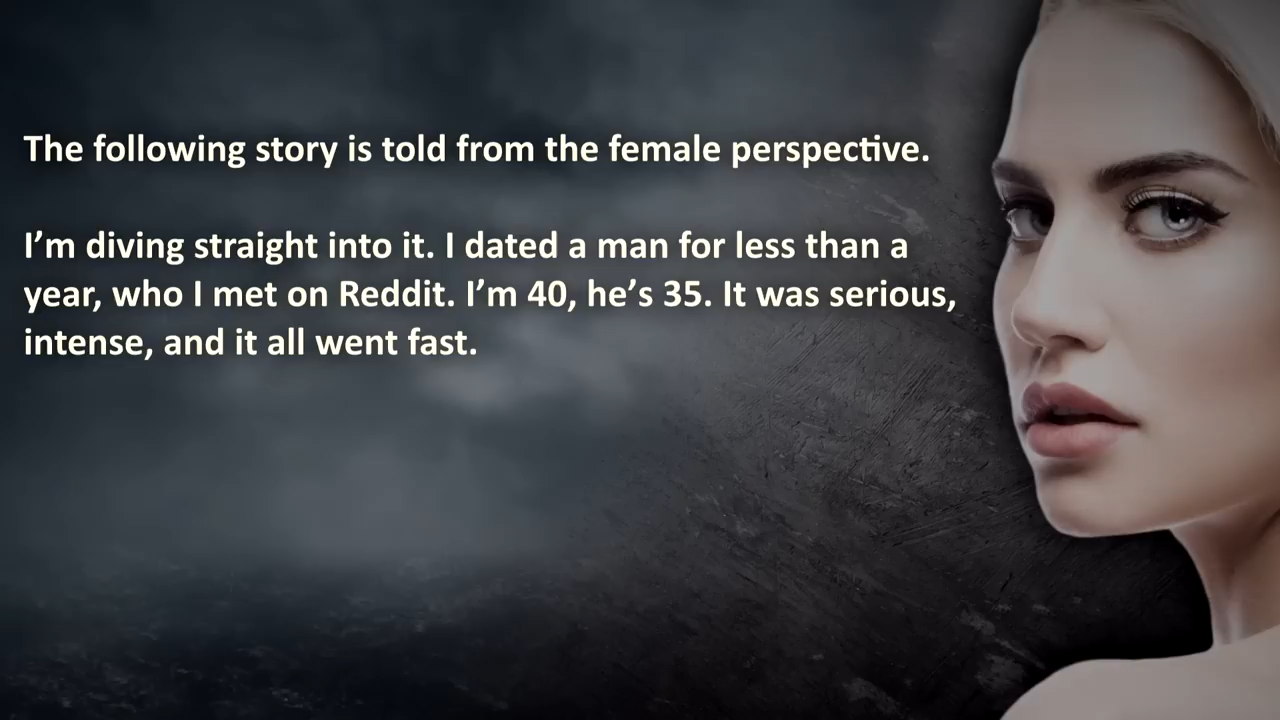 The following story is told from the female perspective.
I’m diving straight into it. I dated a man for less than a
year, who I met on Reddit. I’m 40, he’s 35. It was serious,
intense, and it all went fast.